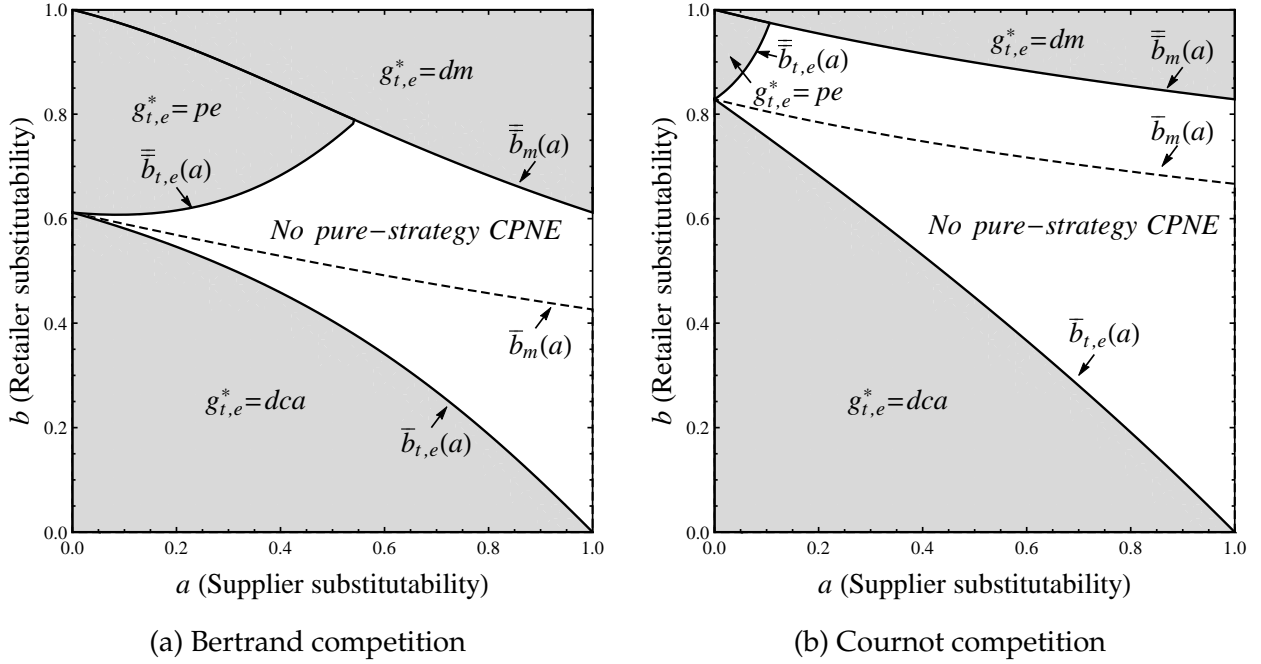 1.0
0.8
0.6
0.4
0.2
0.0
b (Retailer substitutability)
g*t,e = dm
g*t,e = pe
b̿t,e(a)
b̿m(a)
No pure−strategy CPNE
b̅m(a)
g*t,e = dca
b̅t,e(a)
0.0 0.2 0.4 0.6 0.8 1.0
a (Supplier substitutability)
(a) Bertrand competition
1.0
0.8
0.6
0.4
0.2
0.0
b (Retailer substitutability)
g*t,e = dm
b̿m(a)
b̿t,e(a)
g*t,e = pe
b̅m(a)
No pure−strategy CPNE
b̅t,e(a)
g*t,e = dca
0.0 0.2 0.4 0.6 0.8 1.0
a (Supplier substitutability)
(b) Cournot competition